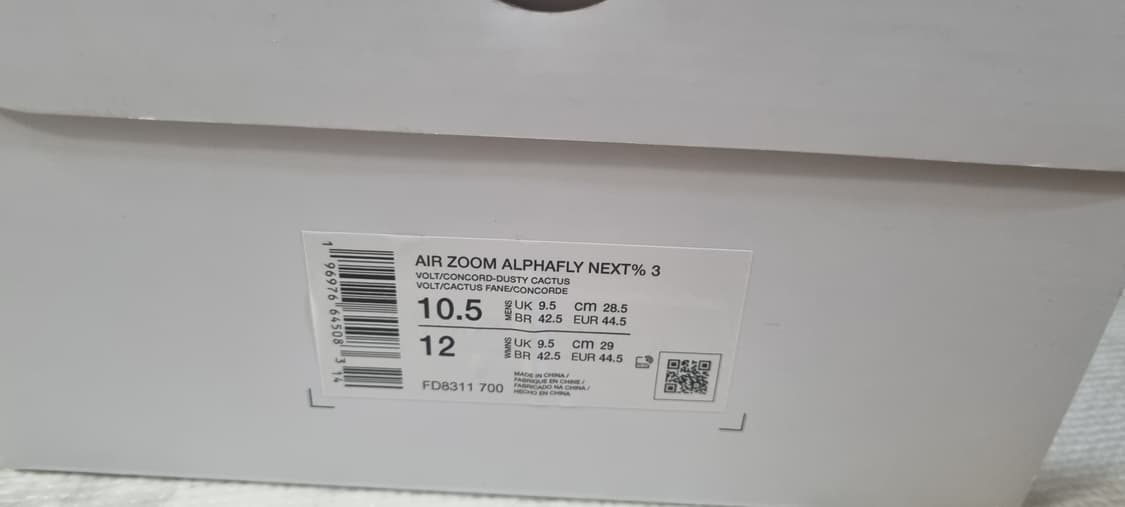 1 96976 64508 3 14
AIR ZOOM ALPHAFLY NEXT% 3
VOLT/CONCORD-DUSTY CACTUS
VOLT/CACTUS FANE/CONCORDE
10.5 MENS UK 9.5 cm 28.5
BR 42.5 EUR 44.5
12 WMNS UK 9.5 cm 29
BR 42.5 EUR 44.5
FD8311 700
MADE IN CHINA /
FABRIQUE EN CHINE /
FABRICADO NA CHINA /
HECHO EN CHINA